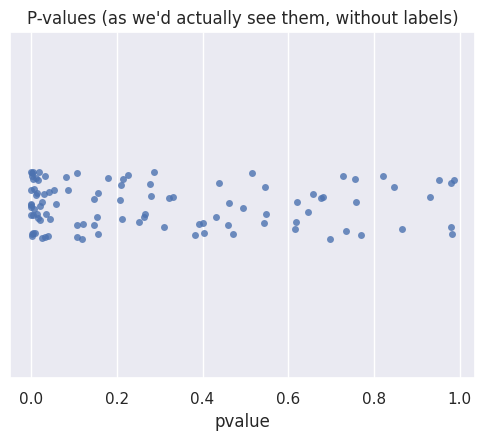 P-values (as we'd actually see them, without labels)
0.0 0.2 0.4 0.6 0.8 1.0
pvalue